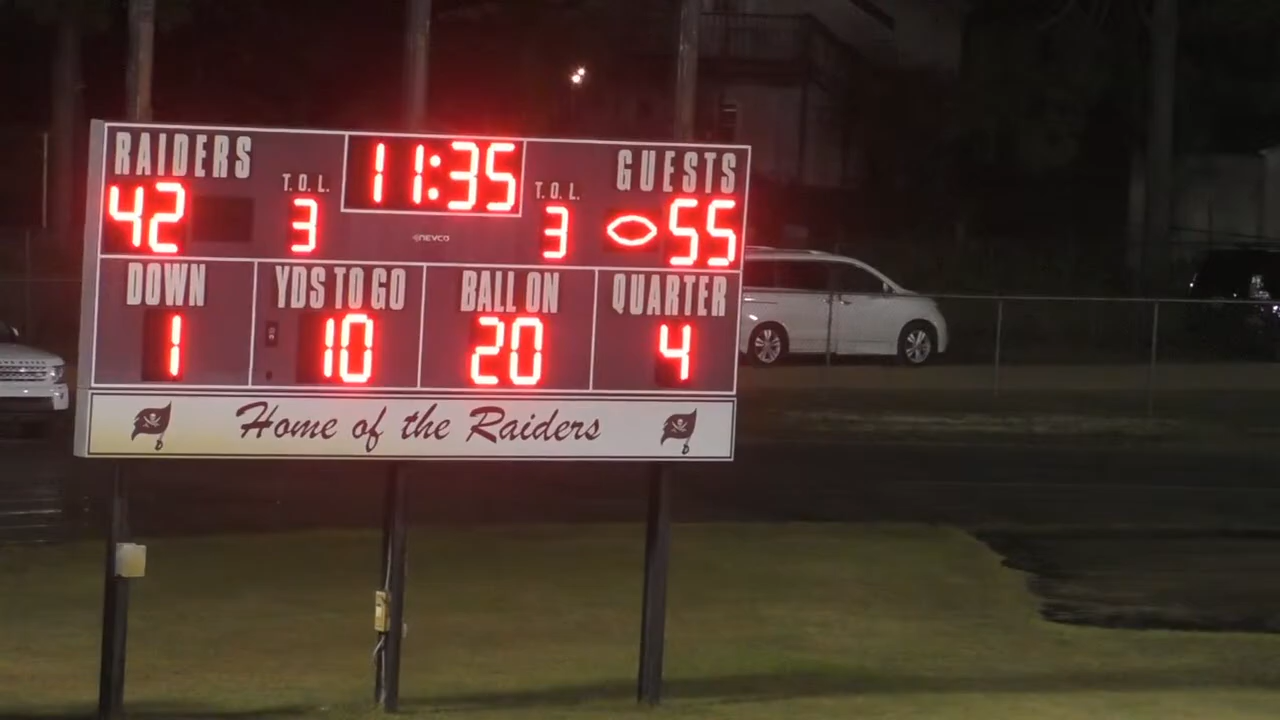 RAIDERS 11:35 GUESTS
T. O. L. T. O. L.
42 3 3 55
NEVCO
DOWN YDS TO GO BALL ON QUARTER
1 10 20 4
Home of the Raiders